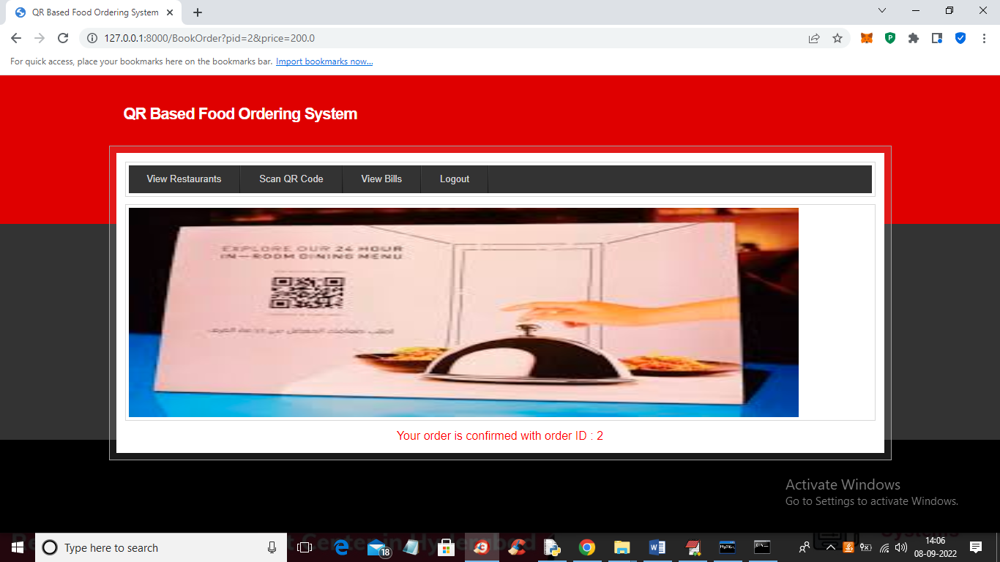 QR Based Food Ordering System
127.0.0.1:8000/BookOrder?pid=2&price=200.0
For quick access, place your bookmarks here on the bookmarks bar. Import bookmarks now...
QR Based Food Ordering System
View Restaurants
Scan QR Code
View Bills
Logout
EXPLORE OUR 24 HOUR
IN-ROOM DINING MENU
Your order is confirmed with order ID : 2
Activate Windows
Go to Settings to activate Windows.
Type here to search
18
14:06
08-09-2022